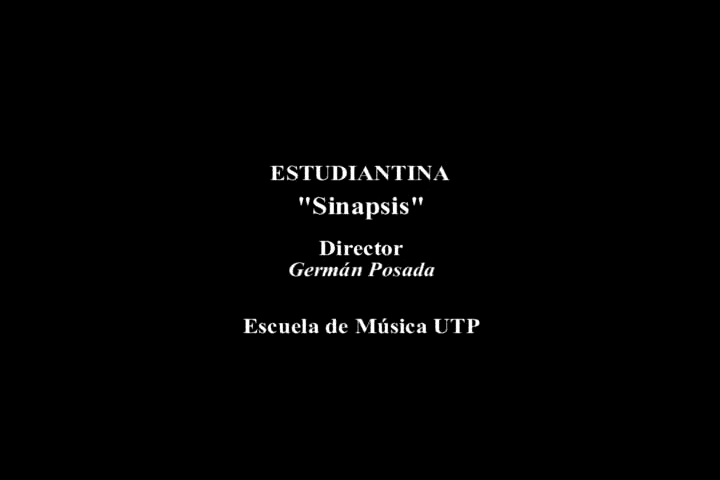 ESTUDIANTINA
"Sinapsis"
Director
Germán Posada
Escuela de Música UTP